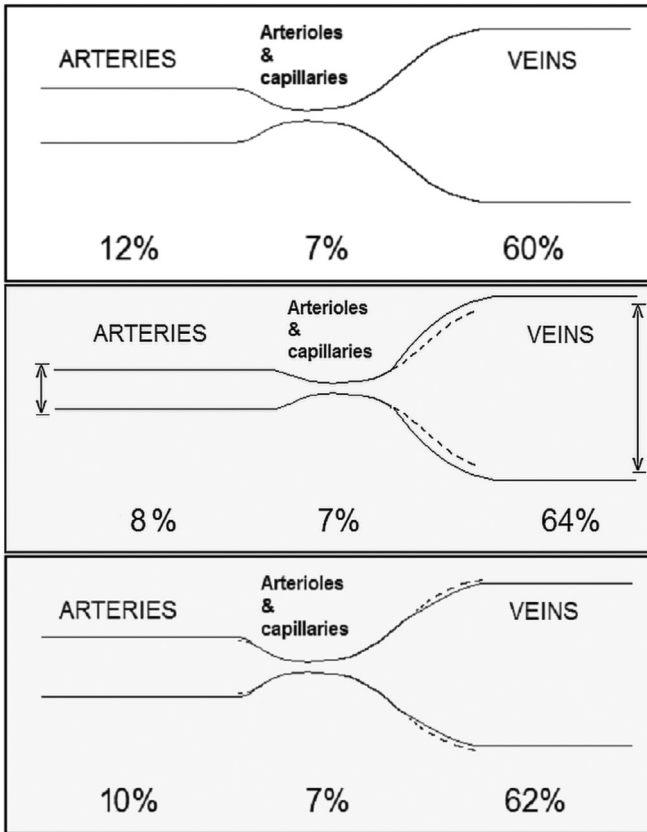 Arterioles
ARTERIES & VEINS
capillaries
12% 7% 60%
Arterioles
ARTERIES & VEINS
capillaries
8% 7% 64%
Arterioles
ARTERIES & VEINS
capillaries
10% 7% 62%